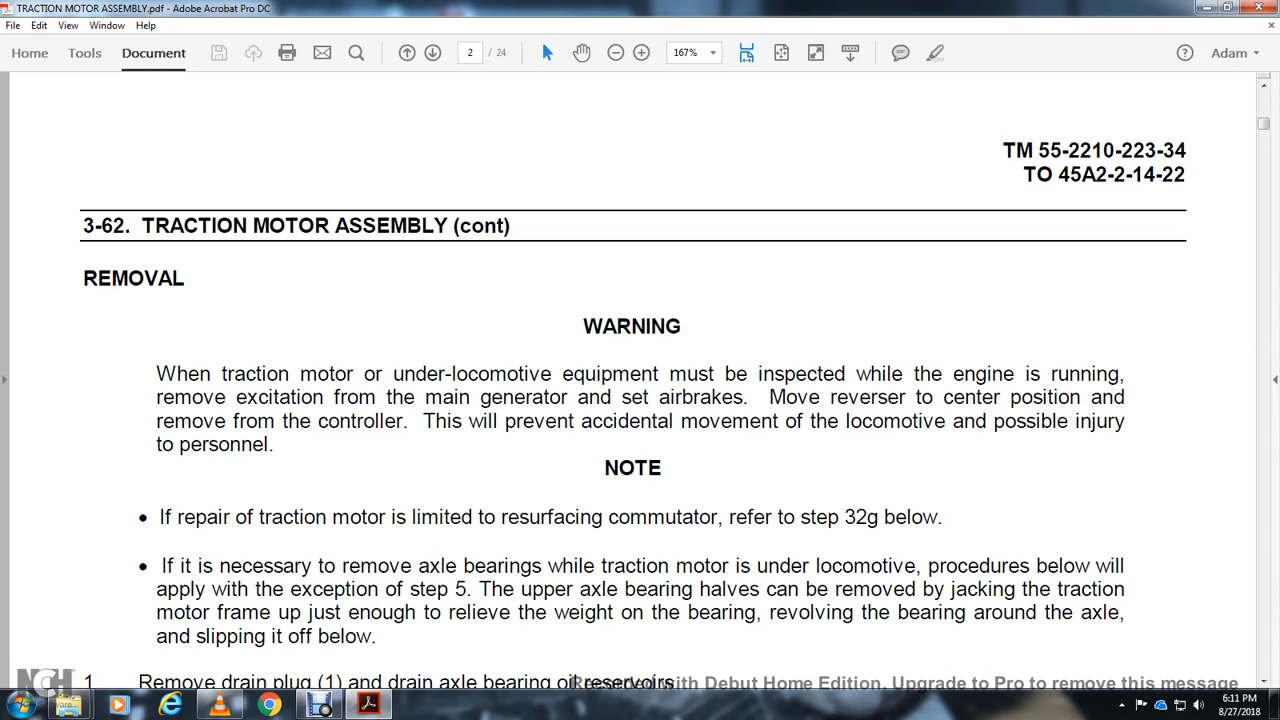 TRACTION MOTOR ASSEMBLY.pdf - Adobe Acrobat Pro DC
File Edit View Window Help
Home Tools Document 2 / 24 167% Adam
TM 55-2210-223-34
TO 45A2-2-14-22
3-62. TRACTION MOTOR ASSEMBLY (cont)
REMOVAL
WARNING
When traction motor or under-locomotive equipment must be inspected while the engine is running,
remove excitation from the main generator and set airbrakes. Move reverser to center position and
remove from the controller. This will prevent accidental movement of the locomotive and possible injury
to personnel.
NOTE
• If repair of traction motor is limited to resurfacing commutator, refer to step 32g below.
• If it is necessary to remove axle bearings while traction motor is under locomotive, procedures below will
apply with the exception of step 5. The upper axle bearing halves can be removed by jacking the traction
motor frame up just enough to relieve the weight on the bearing, revolving the bearing around the axle,
and slipping it off below.
1 Remove drain plug (1) and drain axle bearing oil reservoirs
NCH
with Debut Home Edition. Upgrade to Pro to remove this message
6:11 PM
8/27/2018